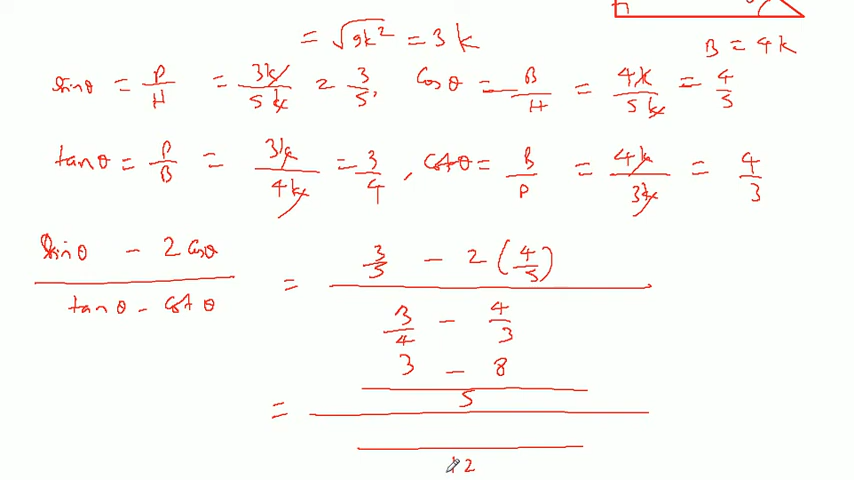 = √9k² = 3k
B = 4k
sinθ = P/H = 3k/5k = 3/5, cosθ = B/H = 4k/5k = 4/5
tanθ = P/B = 3k/4k = 3/4, cotθ = B/P = 4k/3k = 4/3
sinθ - 2cosθ / tanθ - cotθ = 3/5 - 2(4/5) / 3/4 - 4/3
= 3 - 8 / 5 / 12